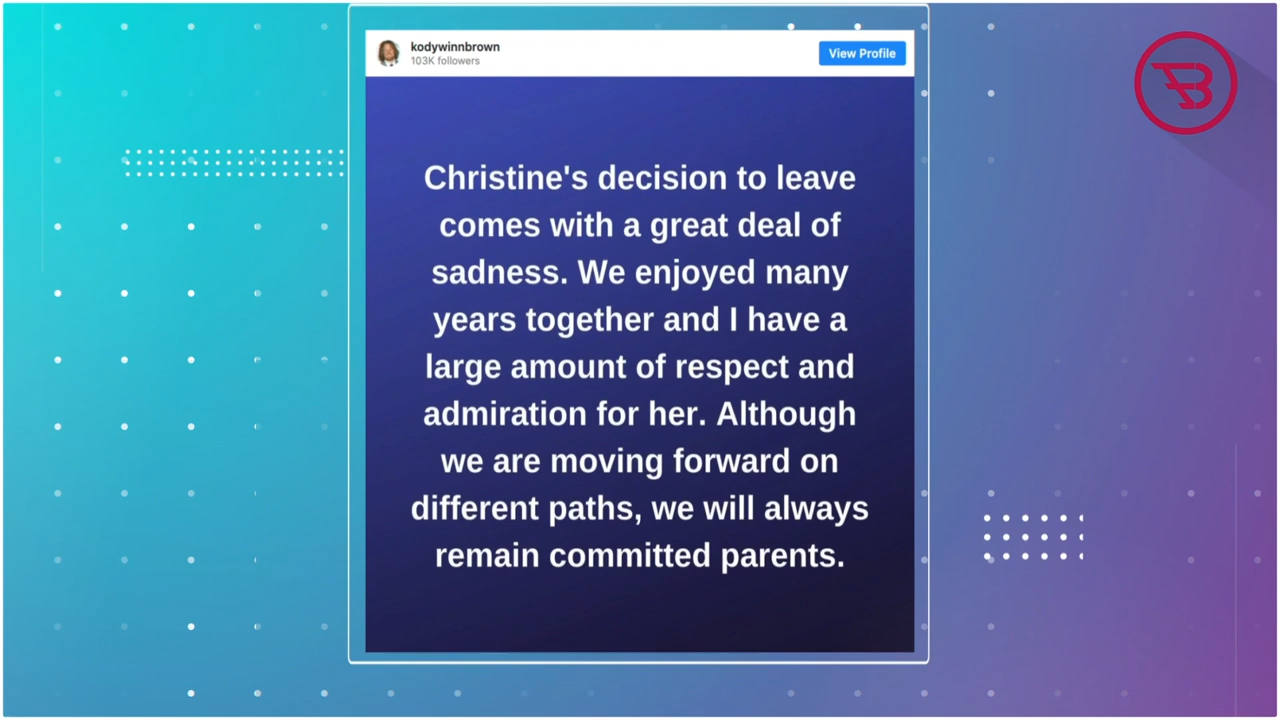 kodywinnbrown
103K followers
View Profile
Christine's decision to leave
comes with a great deal of
sadness. We enjoyed many
years together and I have a
large amount of respect and
admiration for her. Although
we are moving forward on
different paths, we will always
remain committed parents.